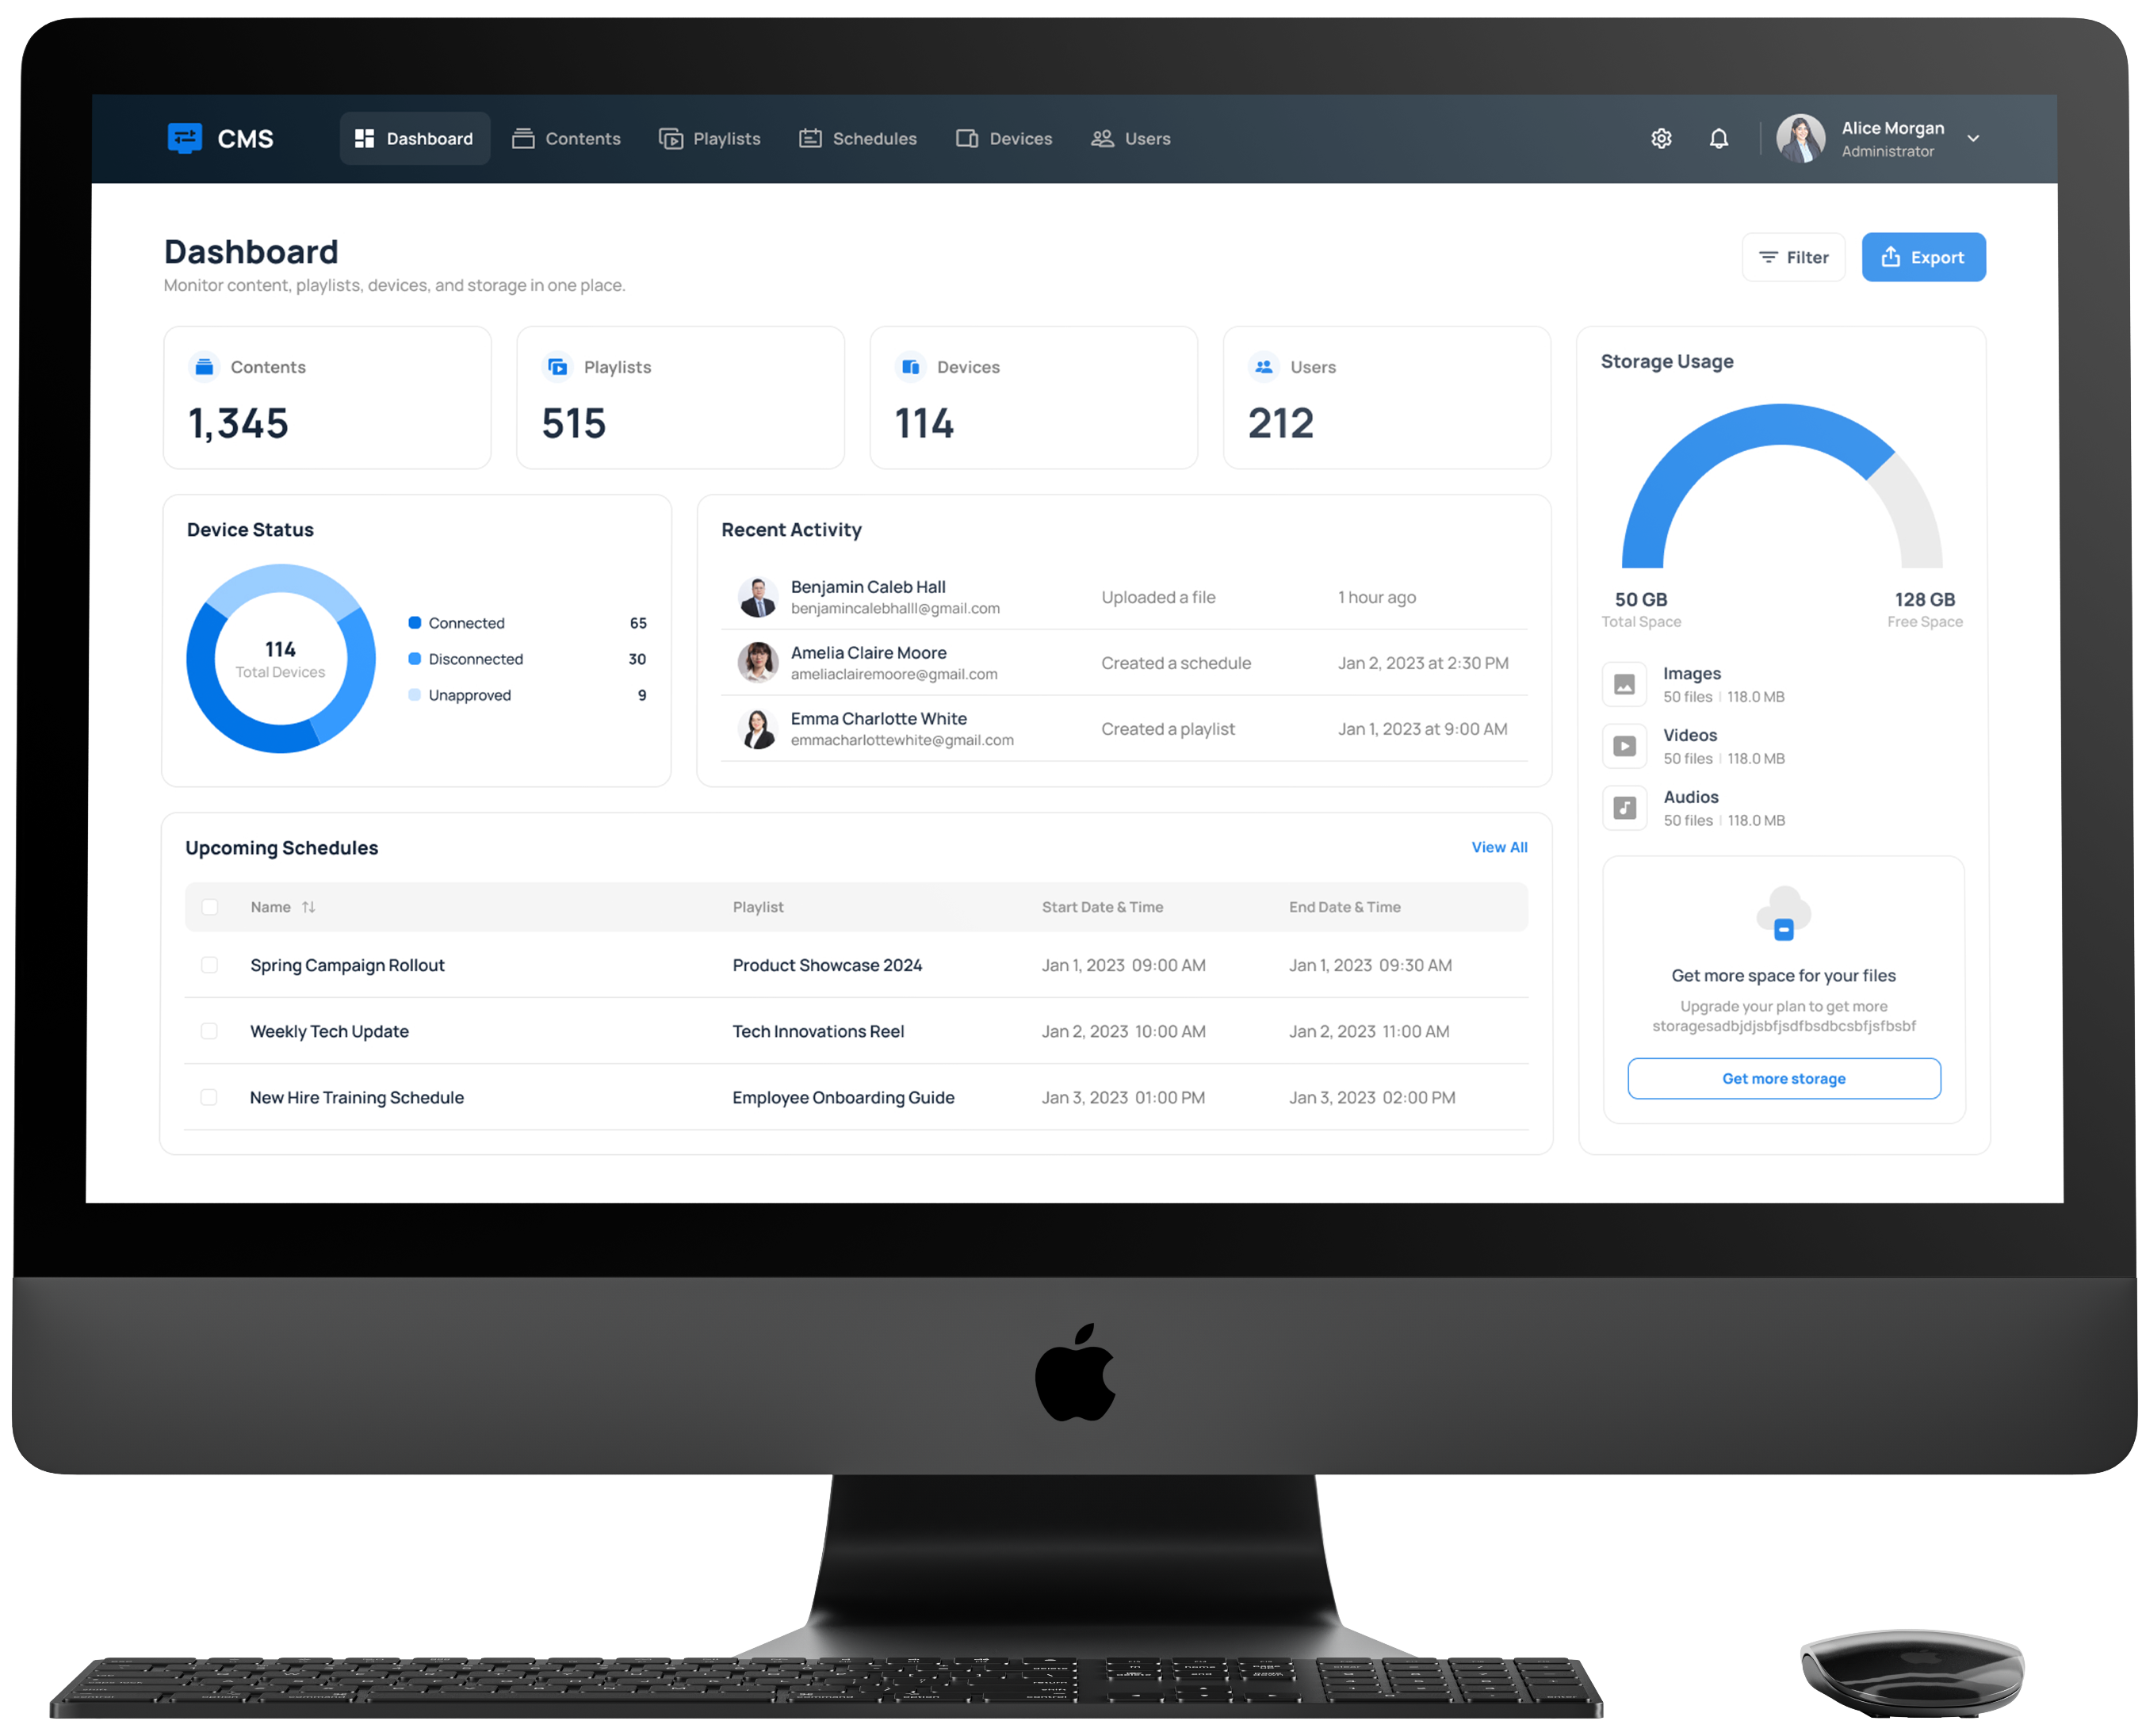 CMS
Dashboard
Contents
Playlists
Schedules
Devices
Users
Alice Morgan
Administrator
Dashboard
Monitor content, playlists, devices, and storage in one place.
Filter
Export
Contents
1,345
Playlists
515
Devices
114
Users
212
Device Status
114
Total Devices
Connected 65
Disconnected 30
Unapproved 9
Recent Activity
Benjamin Caleb Hall
benjamincalebhalll@gmail.com
Uploaded a file
1 hour ago
Amelia Claire Moore
ameliaclairemoore@gmail.com
Created a schedule
Jan 2, 2023 at 2:30 PM
Emma Charlotte White
emmacharlottewhite@gmail.com
Created a playlist
Jan 1, 2023 at 9:00 AM
Upcoming Schedules
View All
Name Playlist Start Date & Time End Date & Time
Spring Campaign Rollout Product Showcase 2024 Jan 1, 2023 09:00 AM Jan 1, 2023 09:30 AM
Weekly Tech Update Tech Innovations Reel Jan 2, 2023 10:00 AM Jan 2, 2023 11:00 AM
New Hire Training Schedule Employee Onboarding Guide Jan 3, 2023 01:00 PM Jan 3, 2023 02:00 PM
Storage Usage
50 GB
Total Space
128 GB
Free Space
Images
50 files | 118.0 MB
Videos
50 files | 118.0 MB
Audios
50 files | 118.0 MB
Get more space for your files
Upgrade your plan to get more
storagesadbjdjsbfjsdfbsdbcsbfjsfbsbf
Get more storage